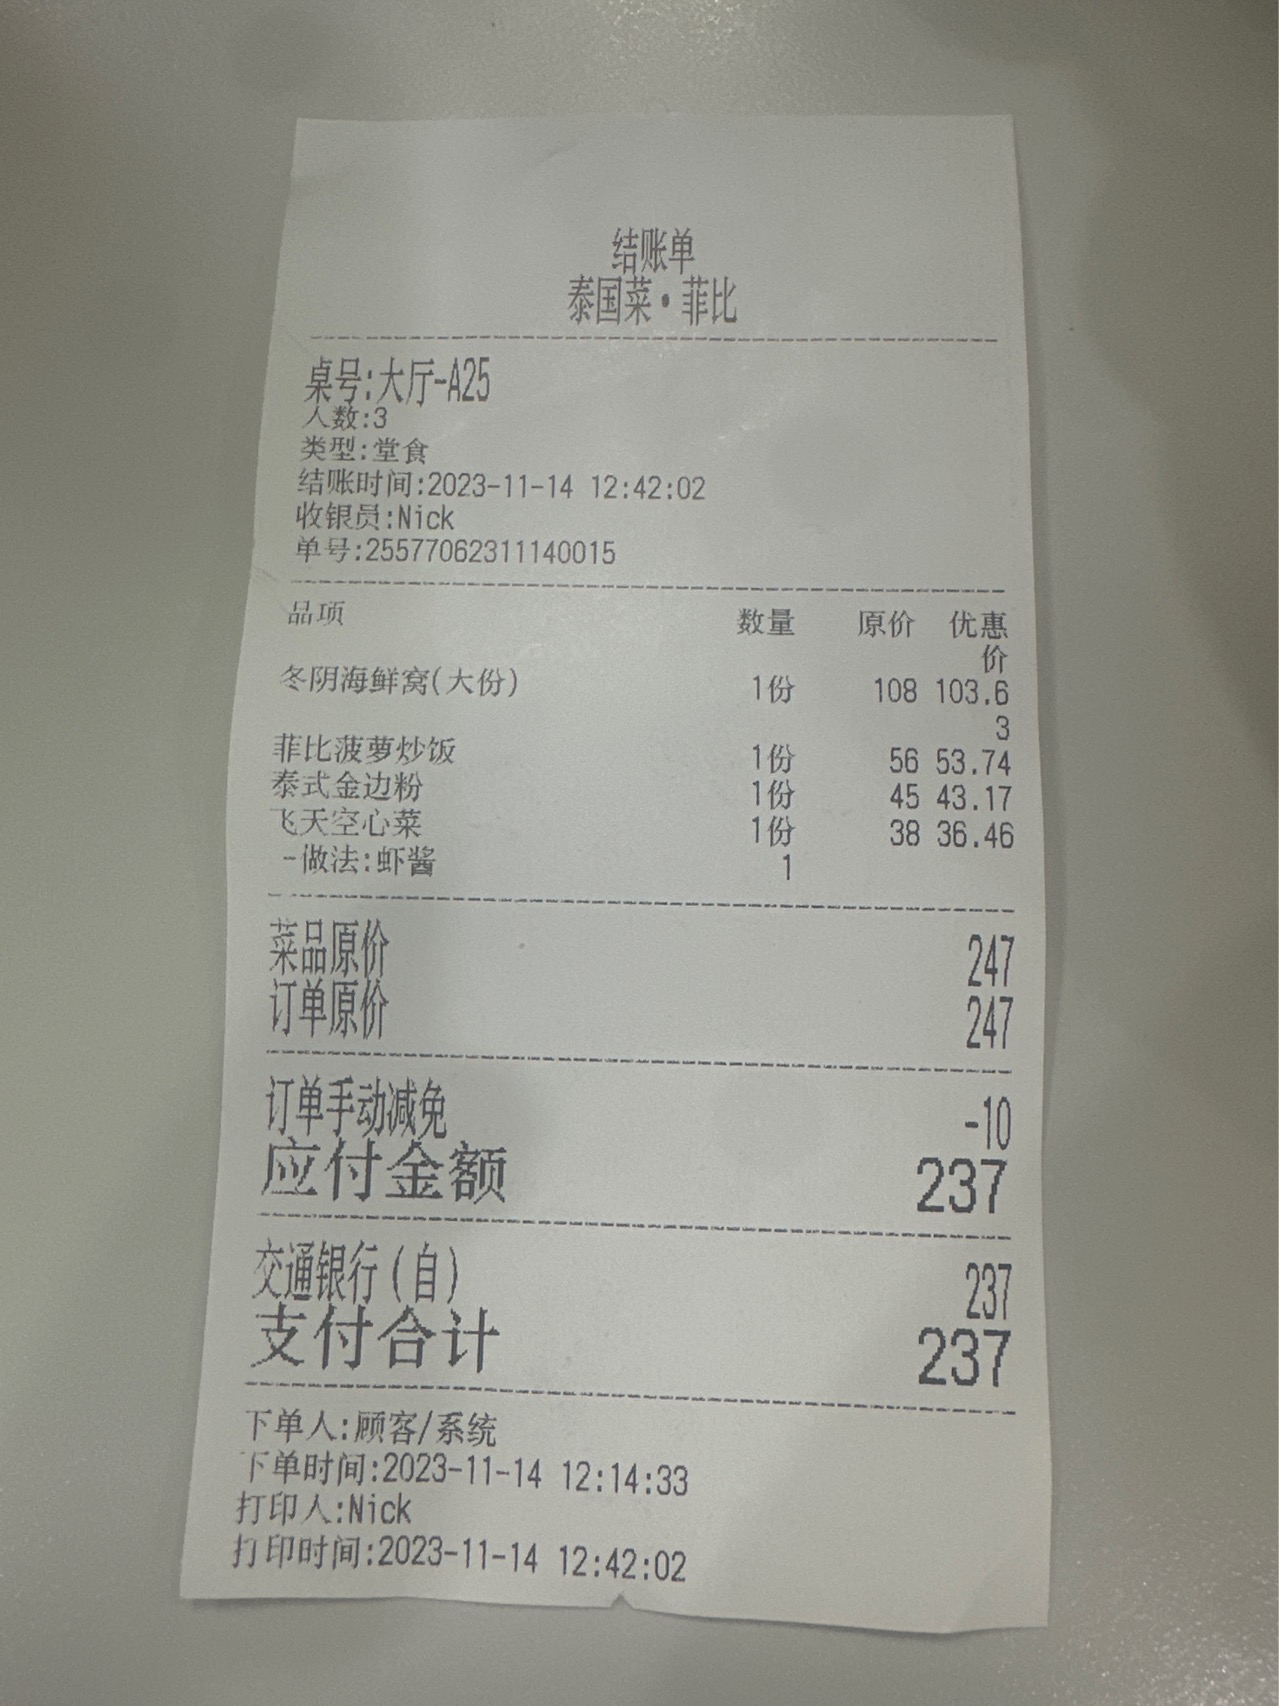 结账单
泰国菜·菲比
桌号:大厅-A25
人数:3
类型:堂食
结账时间:2023-11-14 12:42:02
收银员:Nick
单号:25577062311140015
品项 数量 原价 优惠
价
冬阴海鲜窝(大份) 1份 108 103.6
3
菲比菠萝炒饭 1份 56 53.74
泰式金边粉 1份 45 43.17
飞天空心菜 1份 38 36.46
-做法:虾酱 1
菜品原价 247
订单原价 247
订单手动减免 -10
应付金额 237
交通银行(自) 237
支付合计 237
下单人:顾客/系统
下单时间:2023-11-14 12:14:33
打印人:Nick
打印时间:2023-11-14 12:42:02